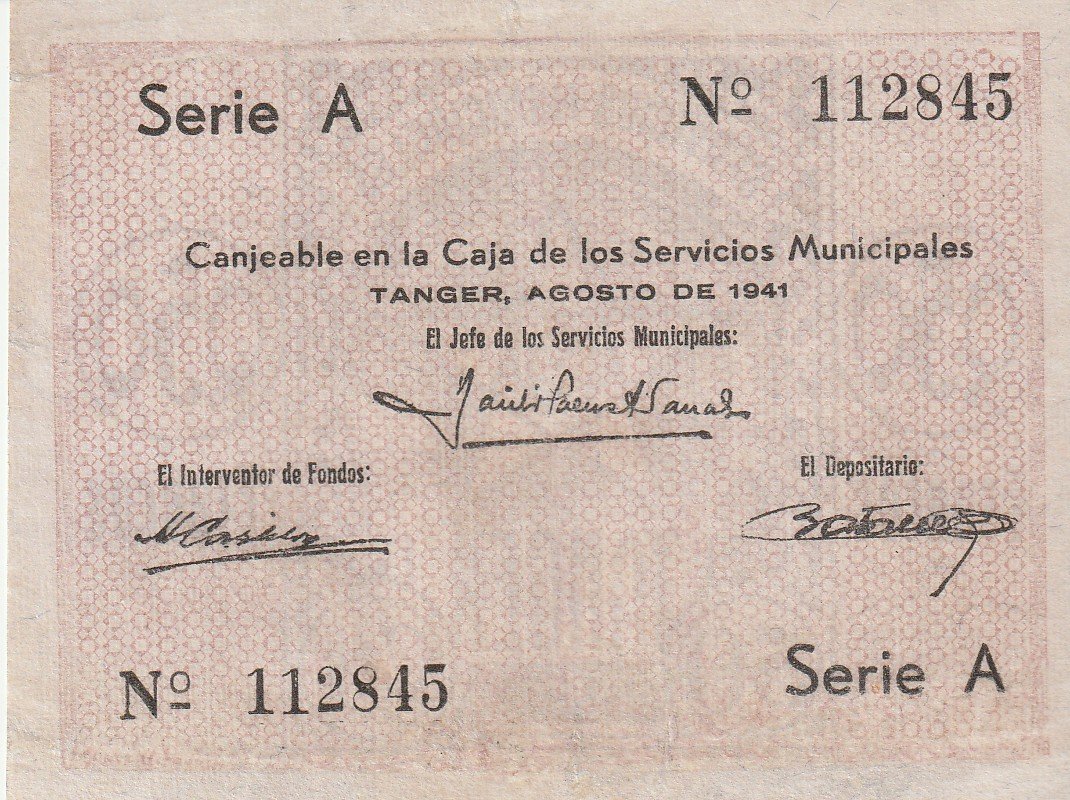 Serie A
Nº 112845
Canjeable en la Caja de los Servicios Municipales
TANGER, AGOSTO DE 1941
El Jefe de los Servicios Municipales:
El Interventor de Fondos:
El Depositario:
Nº 112845
Serie A